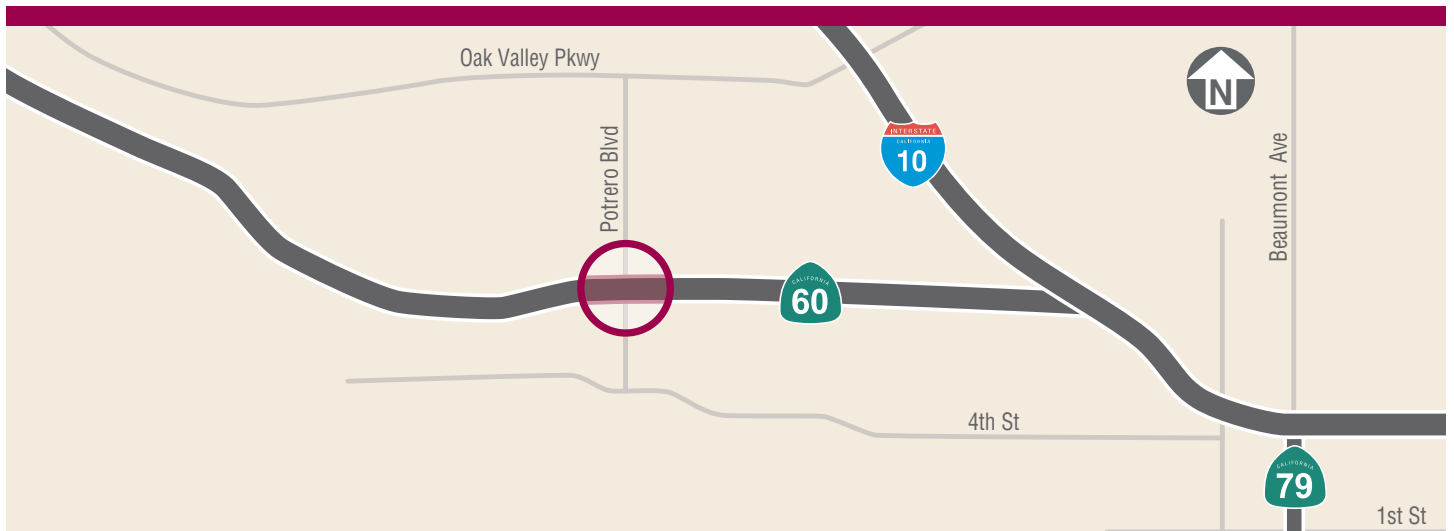 Oak Valley Pkwy
N
INTERSTATE
CALIFORNIA
10
Potrero Blvd
Beaumont Ave
CALIFORNIA
60
4th St
CALIFORNIA
79
1st St